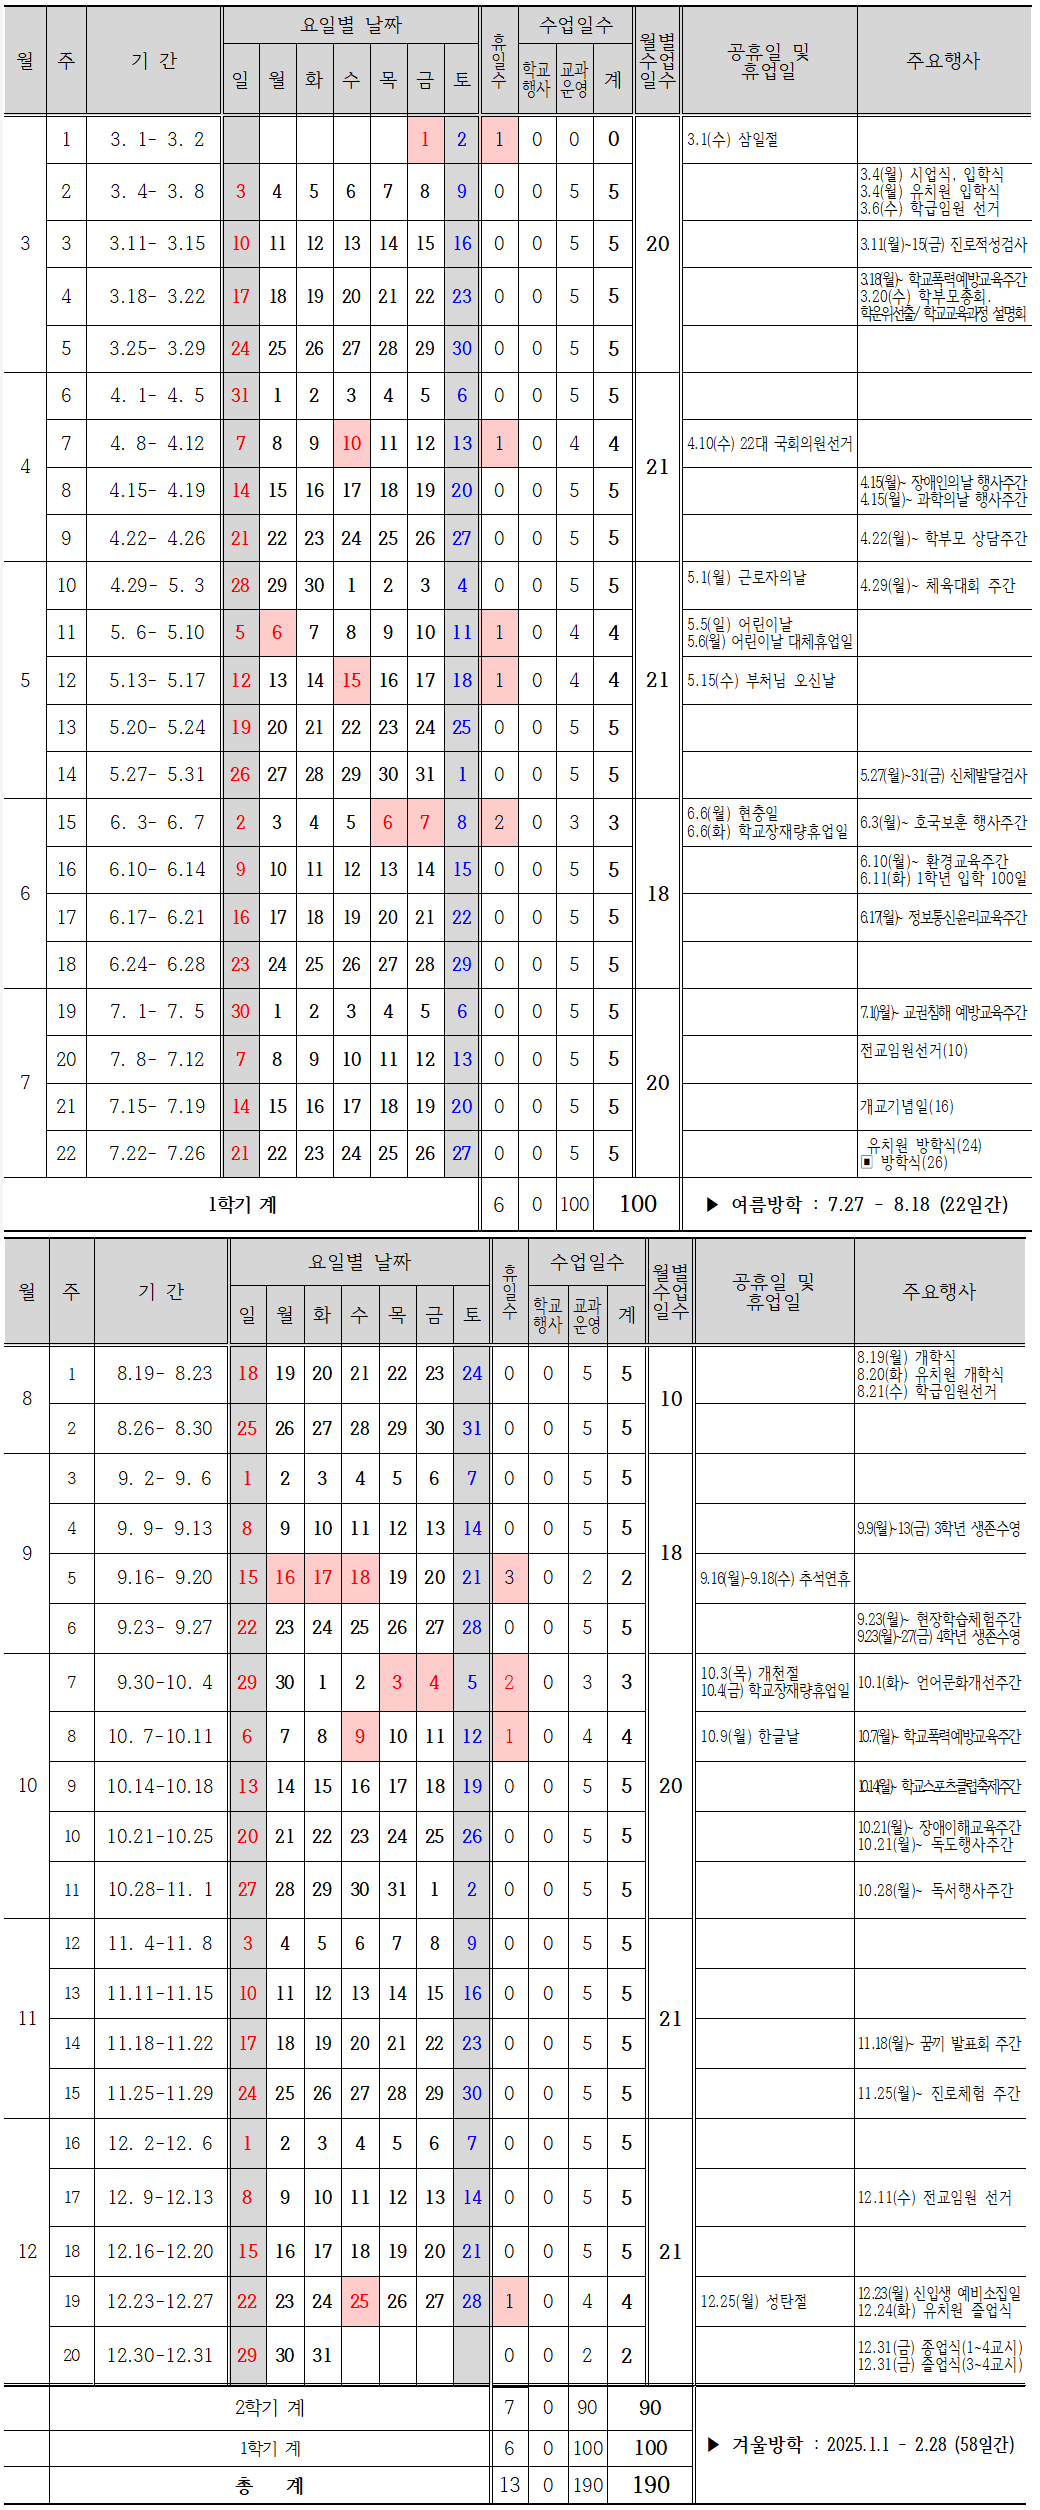 월 주 기 간 요일별 날짜 휴일수 수업일수 월별수업일수 공휴일 및 휴업일 주요행사
일 월 화 수 목 금 토 학교행사 교과운영 계
3 1 3. 1- 3. 2 1 2 1 0 0 0 20 3.1(수) 삼일절
2 3. 4- 3. 8 3 4 5 6 7 8 9 0 0 5 5 3.4(월) 시업식, 입학식
3.4(월) 유치원 입학식
3.6(수) 학급임원 선거
3 3.11- 3.15 10 11 12 13 14 15 16 0 0 5 5 3.11(월)~15(금) 진로적성검사
4 3.18- 3.22 17 18 19 20 21 22 23 0 0 5 5 3.18(월)~ 학교폭력예방교육주간
3.20(수) 학부모총회.
학운위선출/ 학교교육과정 설명회
5 3.25- 3.29 24 25 26 27 28 29 30 0 0 5 5
4 6 4. 1- 4. 5 31 1 2 3 4 5 6 0 0 5 5 21
7 4. 8- 4.12 7 8 9 10 11 12 13 1 0 4 4 4.10(수) 22대 국회의원선거
8 4.15- 4.19 14 15 16 17 18 19 20 0 0 5 5 4.15(월)~ 장애인의날 행사주간
4.15(월)~ 과학의날 행사주간
9 4.22- 4.26 21 22 23 24 25 26 27 0 0 5 5 4.22(월)~ 학부모 상담주간
5 10 4.29- 5. 3 28 29 30 1 2 3 4 0 0 5 5 21 5.1(월) 근로자의날 4.29(월)~ 체육대회 주간
11 5. 6- 5.10 5 6 7 8 9 10 11 1 0 4 4 5.5(일) 어린이날
5.6(월) 어린이날 대체휴업일
12 5.13- 5.17 12 13 14 15 16 17 18 1 0 4 4 5.15(수) 부처님 오신날
13 5.20- 5.24 19 20 21 22 23 24 25 0 0 5 5
14 5.27- 5.31 26 27 28 29 30 31 1 0 0 5 5 5.27(월)~31(금) 신체발달검사
6 15 6. 3- 6. 7 2 3 4 5 6 7 8 2 0 3 3 18 6.6(월) 현충일
6.6(화) 학교장재량휴업일 6.3(월)~ 호국보훈 행사주간
16 6.10- 6.14 9 10 11 12 13 14 15 0 0 5 5 6.10(월)~ 환경교육주간
6.11(화) 1학년 입학 100일
17 6.17- 6.21 16 17 18 19 20 21 22 0 0 5 5 6.17(월)~ 정보통신윤리교육주간
18 6.24- 6.28 23 24 25 26 27 28 29 0 0 5 5
7 19 7. 1- 7. 5 30 1 2 3 4 5 6 0 0 5 5 20 7.1(월)~ 교권침해 예방교육주간
20 7. 8- 7.12 7 8 9 10 11 12 13 0 0 5 5 전교임원선거(10)
21 7.15- 7.19 14 15 16 17 18 19 20 0 0 5 5 개교기념일(16)
22 7.22- 7.26 21 22 23 24 25 26 27 0 0 5 5 유치원 방학식(24)
▣ 방학식(26)
1학기 계 6 0 100 100 ▶ 여름방학 : 7.27 - 8.18 (22일간)
월 주 기 간 요일별 날짜 휴일수 수업일수 월별수업일수 공휴일 및 휴업일 주요행사
일 월 화 수 목 금 토 학교행사 교과운영 계
8 1 8.19- 8.23 18 19 20 21 22 23 24 0 0 5 5 10 8.19(월) 개학식
8.20(화) 유치원 개학식
8.21(수) 학급임원선거
2 8.26- 8.30 25 26 27 28 29 30 31 0 0 5 5
9 3 9. 2- 9. 6 1 2 3 4 5 6 7 0 0 5 5 18
4 9. 9- 9.13 8 9 10 11 12 13 14 0 0 5 5 9.9(월)~13(금) 3학년 생존수영
5 9.16- 9.20 15 16 17 18 19 20 21 3 0 2 2 9.16(월)-9.18(수) 추석연휴
6 9.23- 9.27 22 23 24 25 26 27 28 0 0 5 5 9.23(월)~ 현장학습체험주간
9.23(월)~27(금) 4학년 생존수영
10 7 9.30-10. 4 29 30 1 2 3 4 5 2 0 3 3 20 10.3(목) 개천절
10.4(금) 학교장재량휴업일 10.1(화)~ 언어문화개선주간
8 10. 7-10.11 6 7 8 9 10 11 12 1 0 4 4 10.9(월) 한글날 10.7(월)~ 학교폭력예방교육주간
9 10.14-10.18 13 14 15 16 17 18 19 0 0 5 5 10.14(월)~ 학교스포츠클럽축제주간
10 10.21-10.25 20 21 22 23 24 25 26 0 0 5 5 10.21(월)~ 장애이해교육주간
10.21(월)~ 독도행사주간
11 10.28-11. 1 27 28 29 30 31 1 2 0 0 5 5 10.28(월)~ 독서행사주간
11 12 11. 4-11. 8 3 4 5 6 7 8 9 0 0 5 5 21
13 11.11-11.15 10 11 12 13 14 15 16 0 0 5 5
14 11.18-11.22 17 18 19 20 21 22 23 0 0 5 5 11.18(월)~ 꿈끼 발표회 주간
15 11.25-11.29 24 25 26 27 28 29 30 0 0 5 5 11.25(월)~ 진로체험 주간
12 16 12. 2-12. 6 1 2 3 4 5 6 7 0 0 5 5 21
17 12. 9-12.13 8 9 10 11 12 13 14 0 0 5 5 12.11(수) 전교임원 선거
18 12.16-12.20 15 16 17 18 19 20 21 0 0 5 5
19 12.23-12.27 22 23 24 25 26 27 28 1 0 4 4 12.25(월) 성탄절 12.23(월) 신입생 예비소집일
12.24(화) 유치원 졸업식
20 12.30-12.31 29 30 31 0 0 2 2 12.31(금) 종업식(1~4교시)
12.31(금) 졸업식(3~4교시)
2학기 계 7 0 90 90 ▶ 겨울방학 : 2025.1.1 - 2.28 (58일간)
1학기 계 6 0 100 100
총 계 13 0 190 190